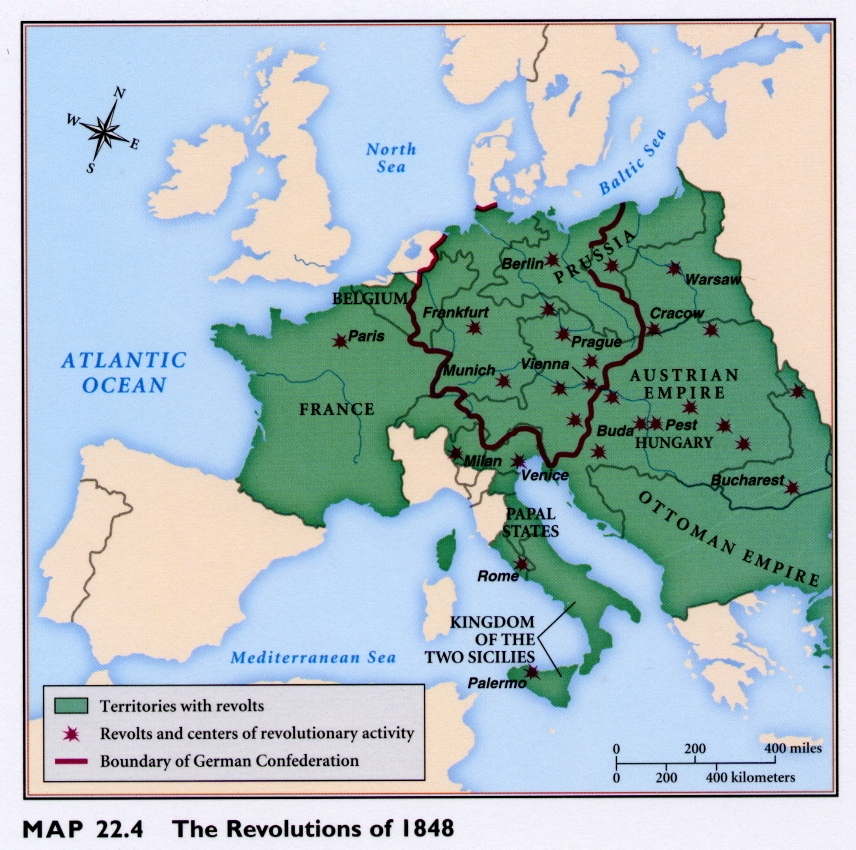 N
W
E
S
North
Sea
Baltic Sea
Berlin
PRUSSIA
Warsaw
BELGIUM
Frankfurt
Cracow
Paris
Prague
ATLANTIC
OCEAN
Munich
Vienna
AUSTRIAN
EMPIRE
FRANCE
Buda
Pest
HUNGARY
Milan
Venice
Bucharest
PAPAL
STATES
OTTOMAN EMPIRE
Rome
KINGDOM
OF THE
TWO SICILIES
Mediterranean Sea
Palermo
Territories with revolts
Revolts and centers of revolutionary activity
Boundary of German Confederation
0 200 400 miles
0 200 400 kilometers
MAP 22.4 The Revolutions of 1848